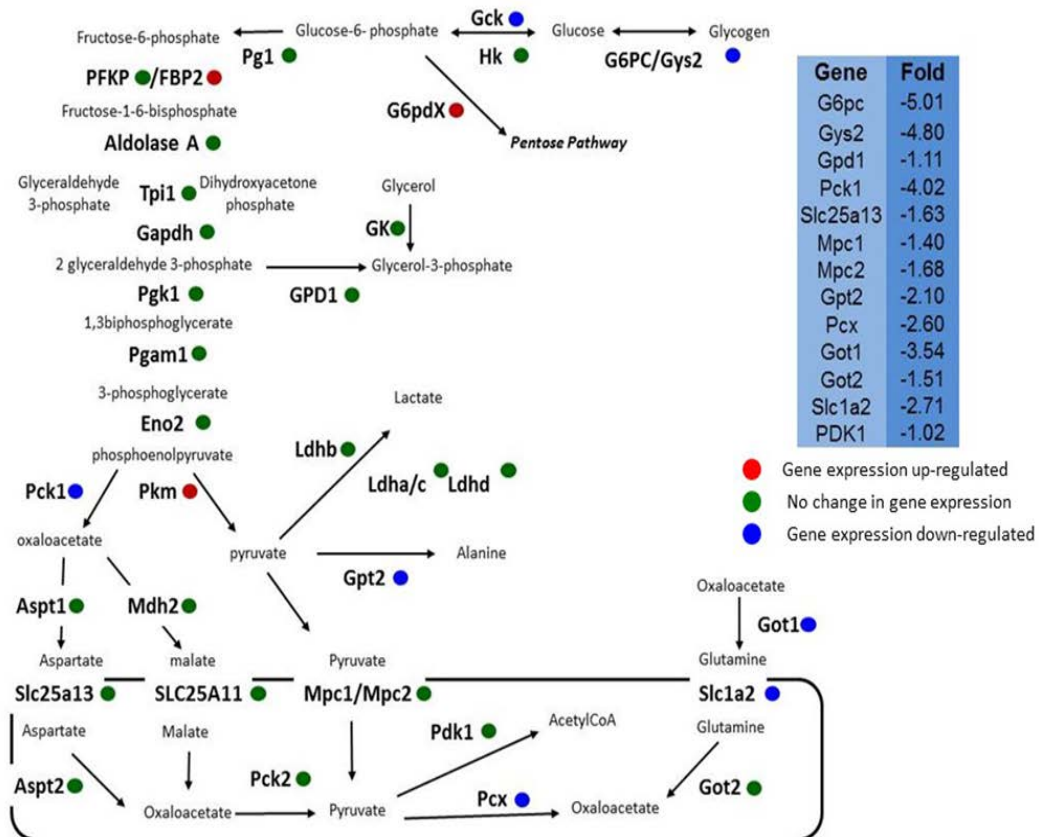 Fructose-6-phosphate
Glucose-6- phosphate
Gck
Glucose
Glycogen
Pg1
Hk
G6PC/Gys2
PFKP /FBP2
G6pdX
Fructose-1-6-bisphosphate
Pentose Pathway
Aldolase A
Glyceraldehyde
3-phosphate
Tpi1
Dihydroxyacetone
phosphate
Glycerol
Gapdh
GK
2 glyceraldehyde 3-phosphate
Glycerol-3-phosphate
Pgk1
GPD1
1,3biphosphoglycerate
Pgam1
3-phosphoglycerate
Eno2
phosphoenolpyruvate
Lactate
Ldhb
Ldha/c Ldhd
Pck1
Pkm
oxaloacetate
pyruvate
Alanine
Gpt2
Aspt1
Mdh2
Oxaloacetate
Got1
Aspartate
malate
Pyruvate
Glutamine
Slc25a13
SLC25A11
Mpc1/Mpc2
Slc1a2
Aspartate
Malate
Pdk1
AcetylCoA
Glutamine
Aspt2
Pck2
Pcx
Got2
Oxaloacetate
Pyruvate
Oxaloacetate
Gene Fold
G6pc -5.01
Gys2 -4.80
Gpd1 -1.11
Pck1 -4.02
Slc25a13 -1.63
Mpc1 -1.40
Mpc2 -1.68
Gpt2 -2.10
Pcx -2.60
Got1 -3.54
Got2 -1.51
Slc1a2 -2.71
PDK1 -1.02
Gene expression up-regulated
No change in gene expression
Gene expression down-regulated